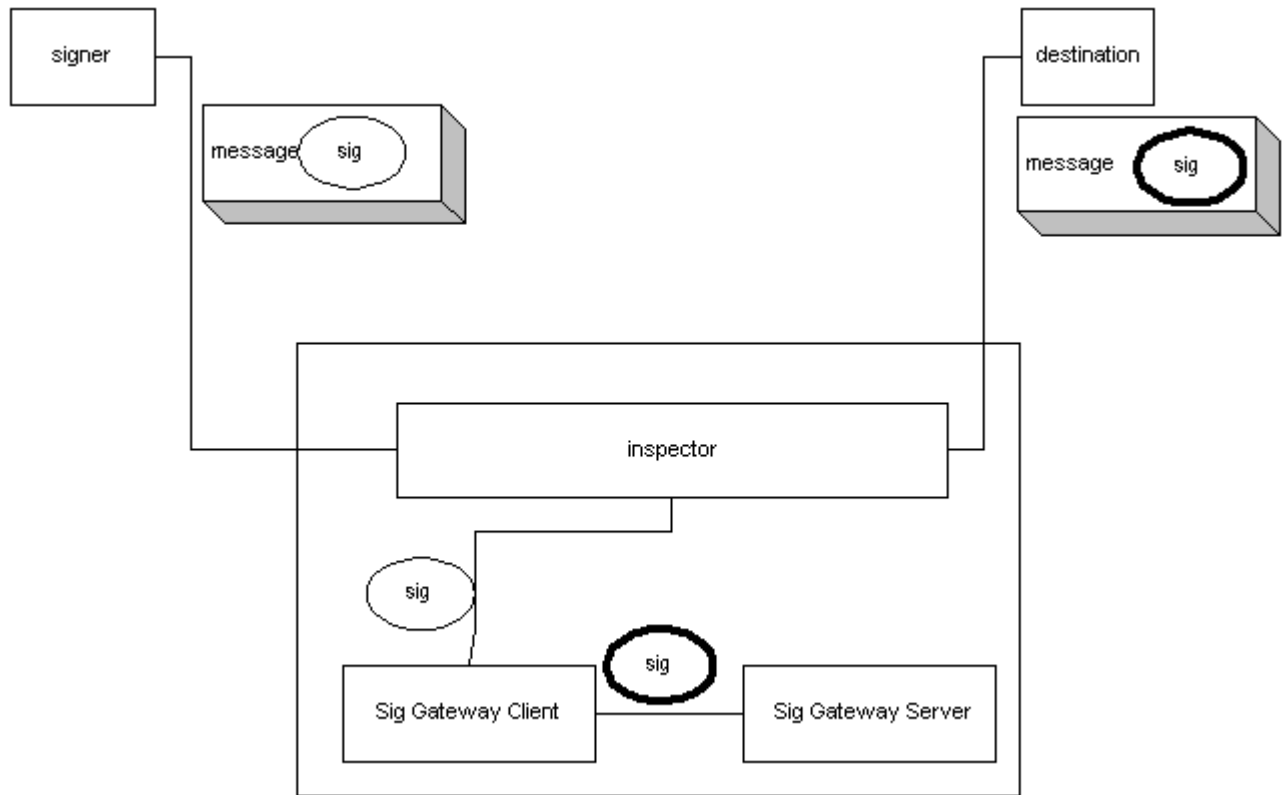 signer
destination
message sig
message sig
inspector
sig
sig
Sig Gateway Client
Sig Gateway Server